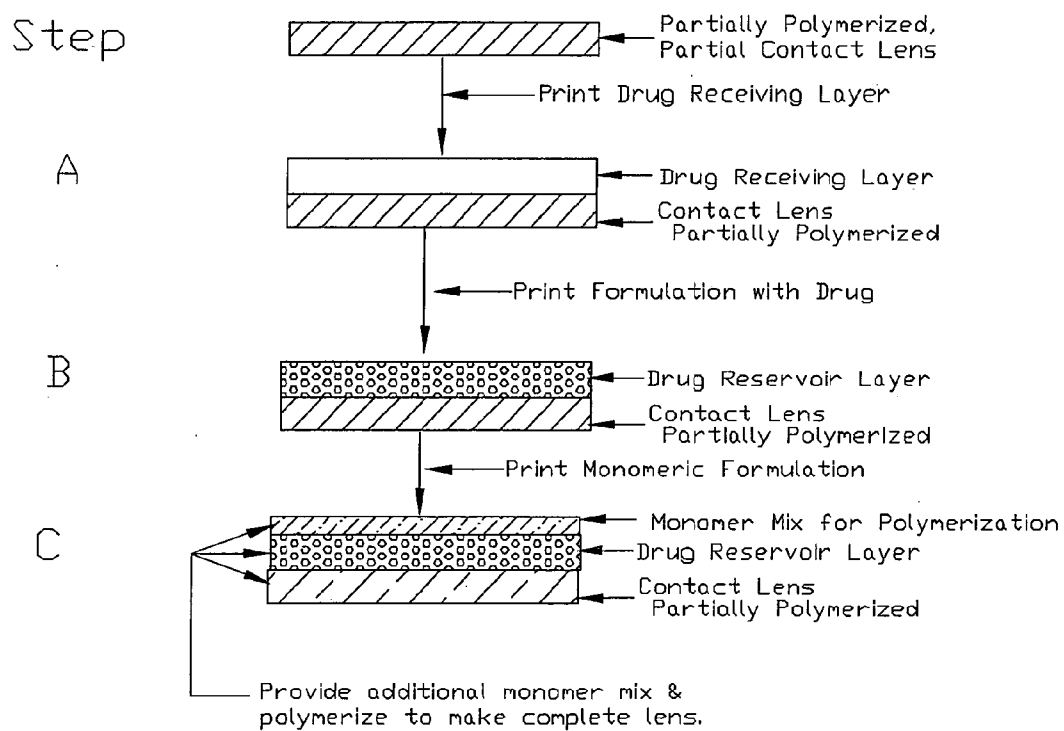 Step
Partially Polymerized,
Partial Contact Lens
Print Drug Receiving Layer
A
Drug Receiving Layer
Contact Lens
Partially Polymerized
Print Formulation with Drug
B
Drug Reservoir Layer
Contact Lens
Partially Polymerized
Print Monomeric Formulation
C
Monomer Mix for Polymerization
Drug Reservoir Layer
Contact Lens
Partially Polymerized
Provide additional monomer mix &
polymerize to make complete lens.